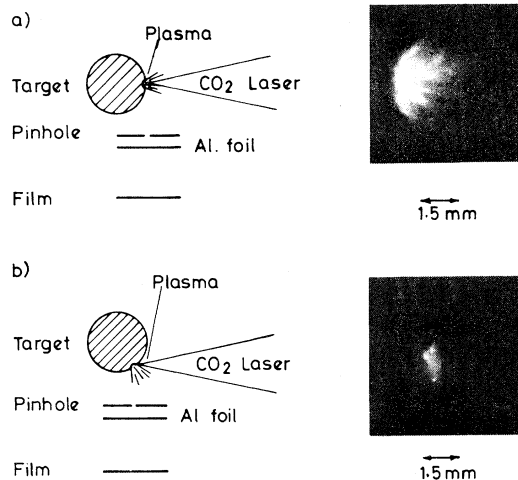 a)
Plasma
Target
CO2 Laser
Pinhole
Al. foil
Film
1.5 mm
b)
Plasma
Target
CO2 Laser
Pinhole
Al foil
Film
1.5 mm